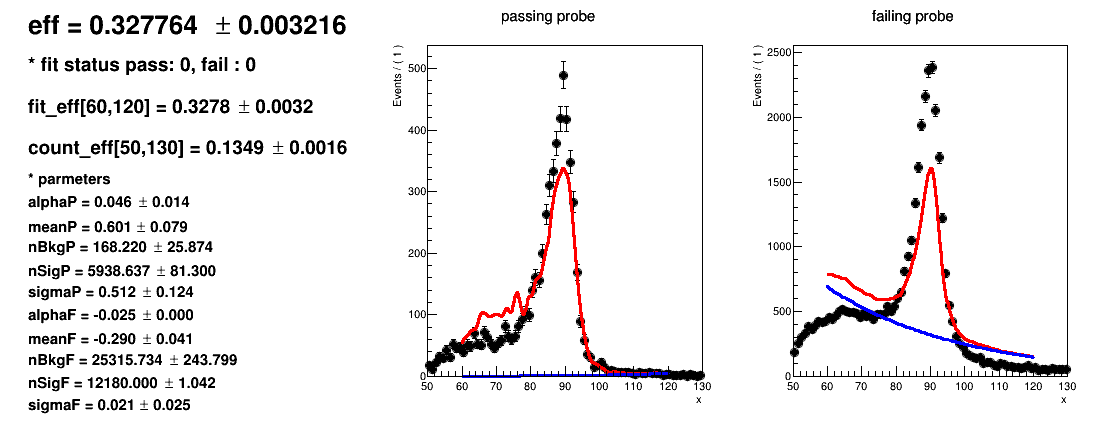 eff = 0.327764 ± 0.003216
* fit status pass: 0, fail : 0
fit_eff[60,120] = 0.3278 ± 0.0032
count_eff[50,130] = 0.1349 ± 0.0016
* parmeters
alphaP = 0.046 ± 0.014
meanP = 0.601 ± 0.079
nBkgP = 168.220 ± 25.874
nSigP = 5938.637 ± 81.300
sigmaP = 0.512 ± 0.124
alphaF = -0.025 ± 0.000
meanF = -0.290 ± 0.041
nBkgF = 25315.734 ± 243.799
nSigF = 12180.000 ± 1.042
sigmaF = 0.021 ± 0.025
passing probe
Events / ( 1 )
500
400
300
200
100
0
50 60 70 80 90 100 110 120 130
x
failing probe
Events / ( 1 )
2500
2000
1500
1000
500
0
50 60 70 80 90 100 110 120 130
x